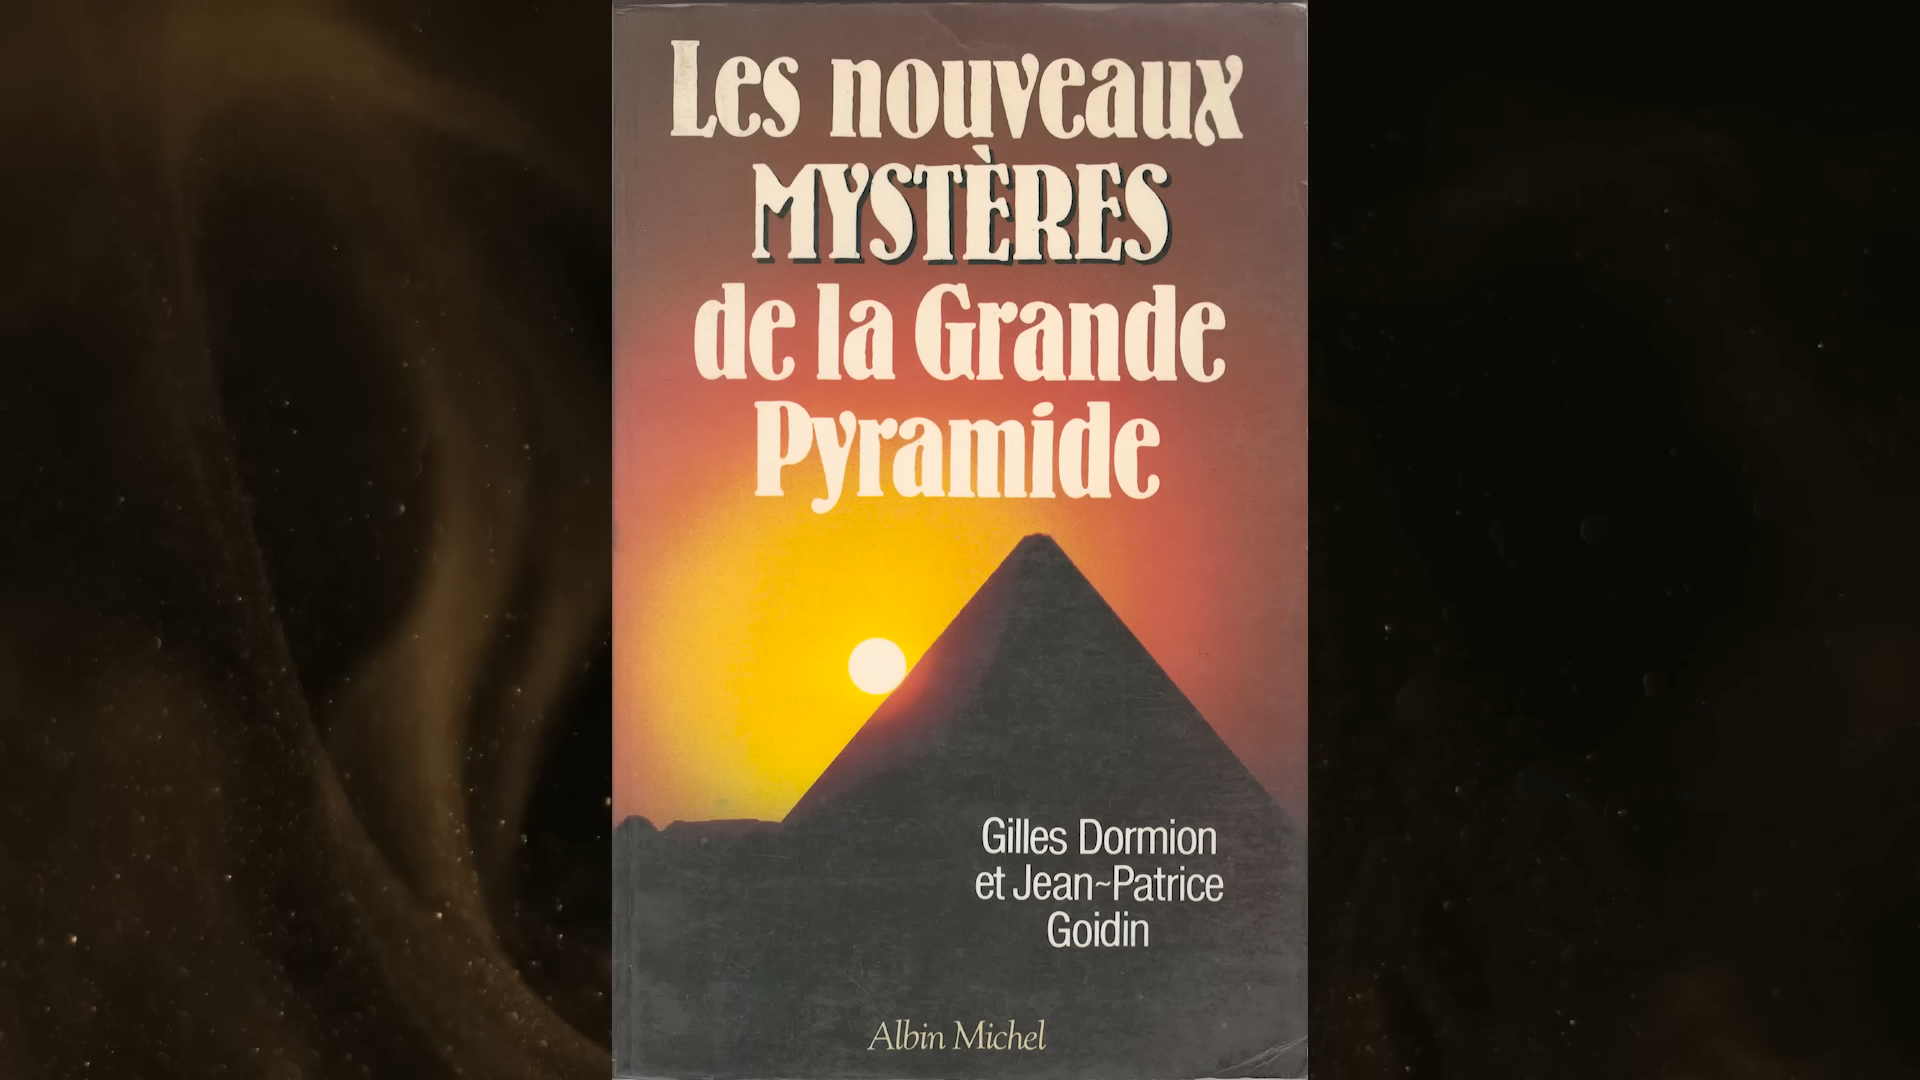 Les nouveaux
MYSTÈRES
de la Grande
Pyramide
Gilles Dormion
et Jean~Patrice
Goidin
Albin Michel